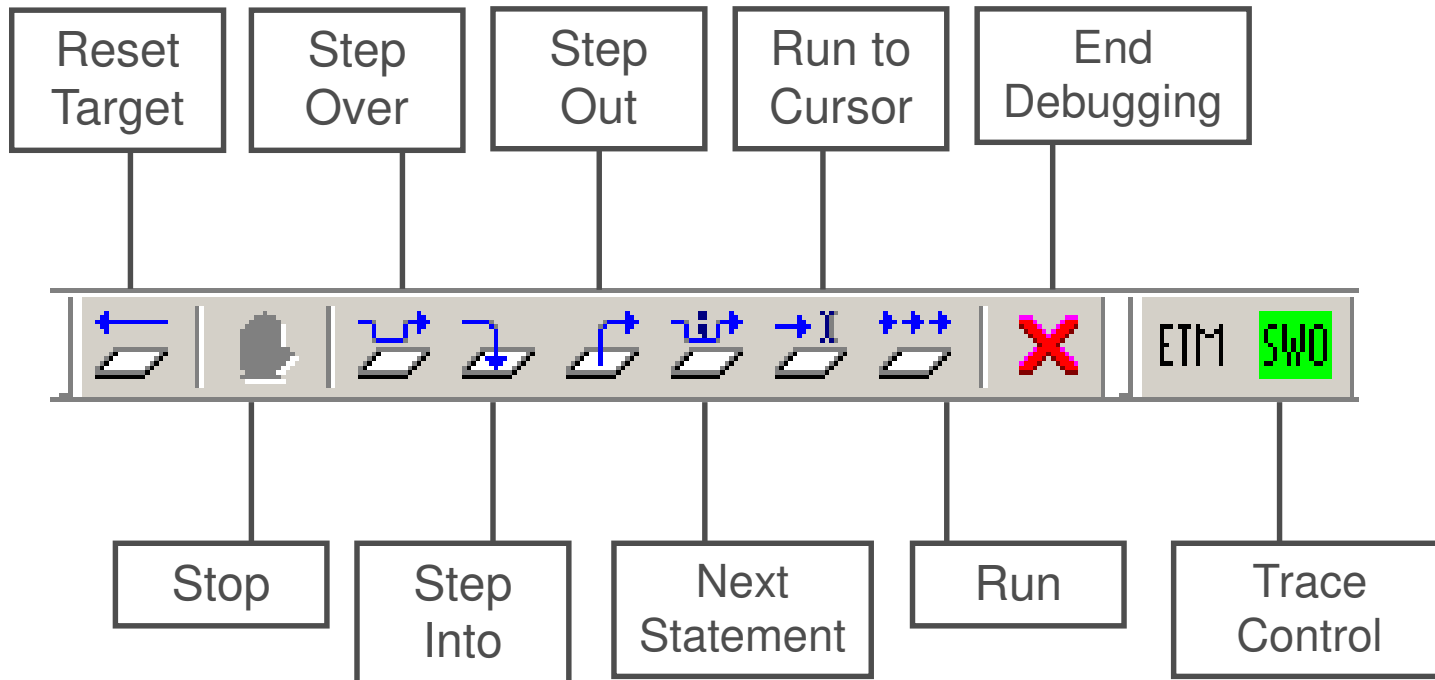 Reset
Target
Step
Over
Step
Out
Run to
Cursor
End
Debugging
ETM
SWO
Stop
Step
Into
Next
Statement
Run
Trace
Control